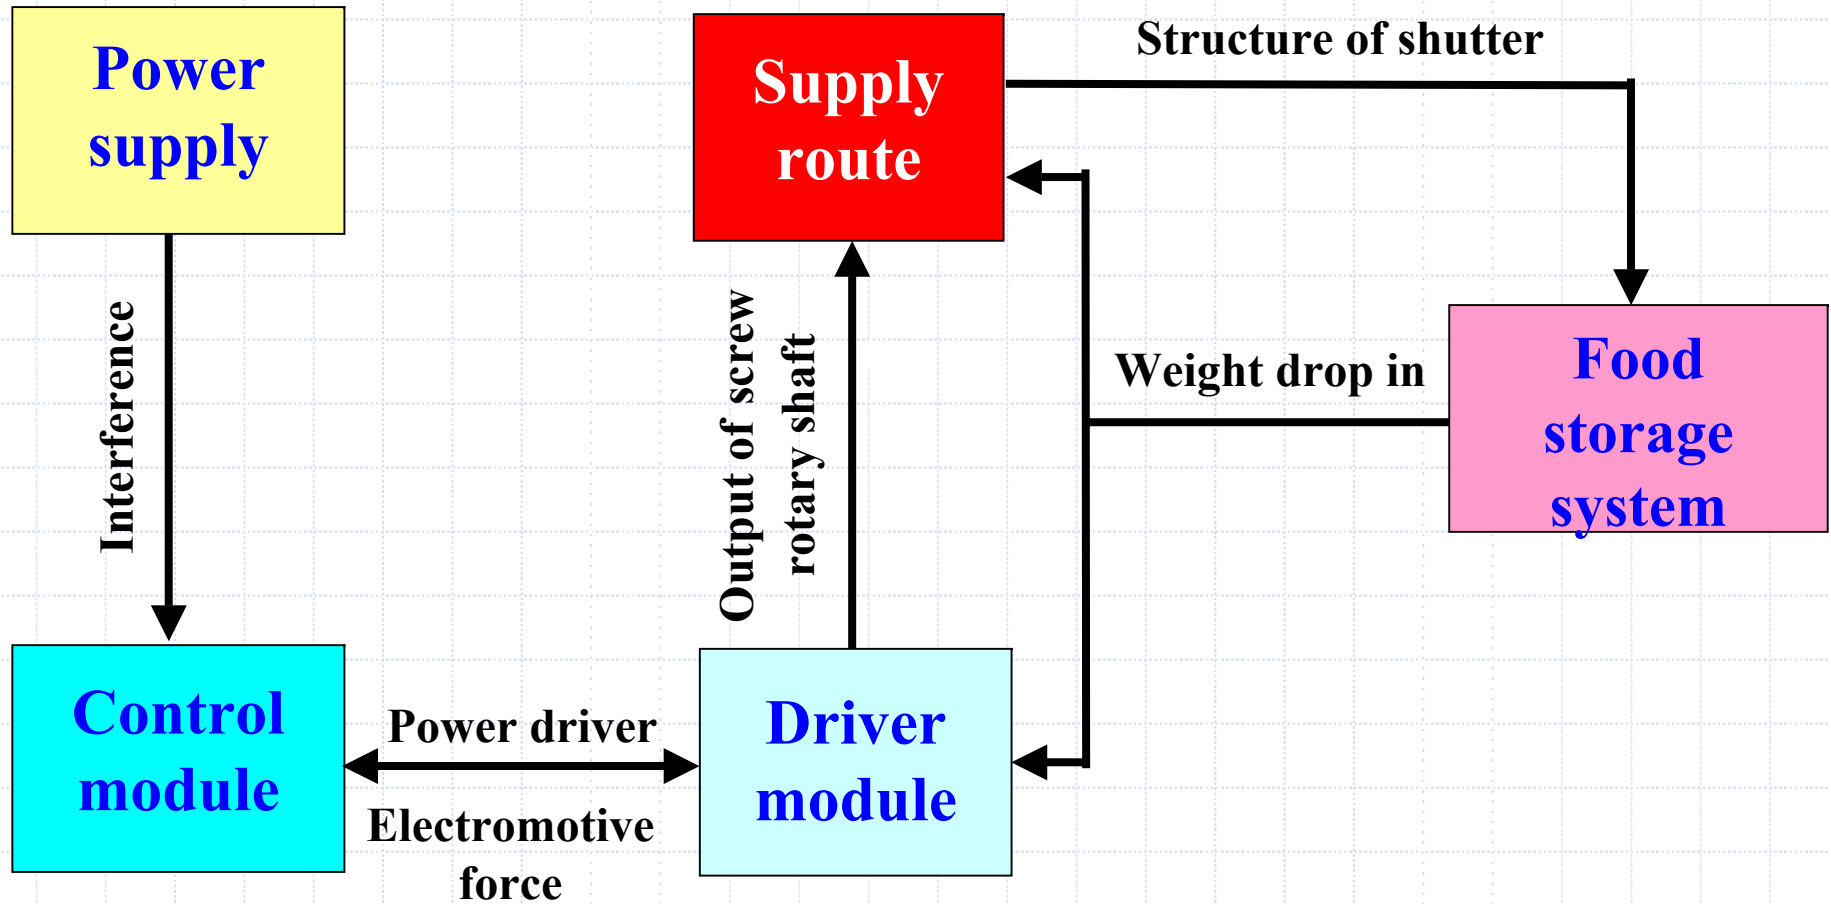 Power
supply
Supply
route
Structure of shutter
Interference
Output of screw
rotary shaft
Weight drop in
Food
storage
system
Control
module
Power driver
Electromotive
force
Driver
module